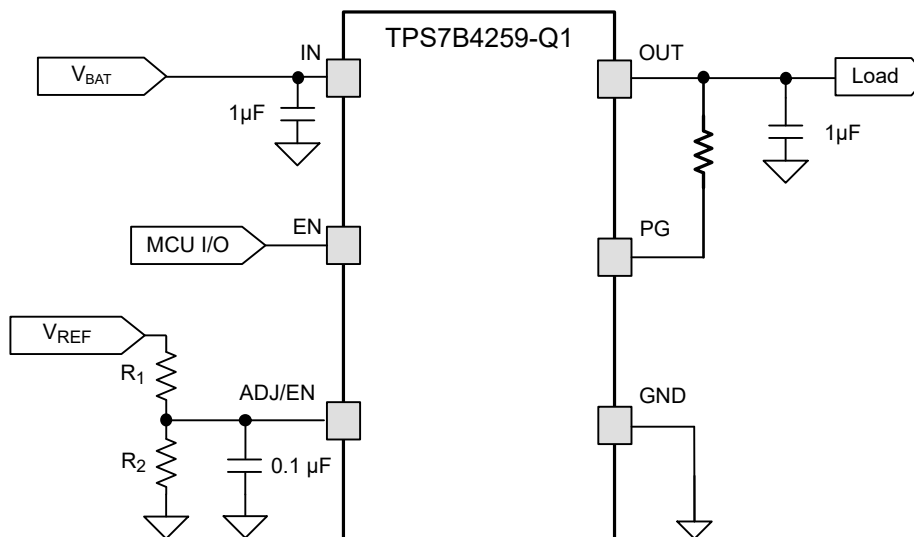 TPS7B4259-Q1
IN
OUT
V_BAT
Load
1µF
1µF
EN
PG
MCU I/O
V_REF
R_1
ADJ/EN
GND
R_2
0.1 µF